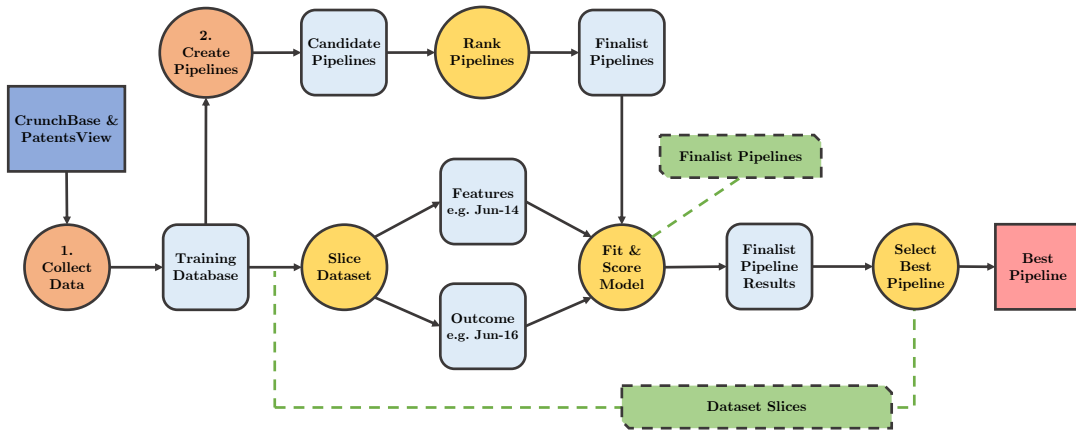 2.
Create
Pipelines
Candidate
Pipelines
Rank
Pipelines
Finalist
Pipelines
CrunchBase &
PatentsView
Finalist Pipelines
Features
e.g. Jun-14
1.
Collect
Data
Training
Database
Slice
Dataset
Fit &
Score
Model
Finalist
Pipeline
Results
Select
Best
Pipeline
Best
Pipeline
Outcome
e.g. Jun-16
Dataset Slices